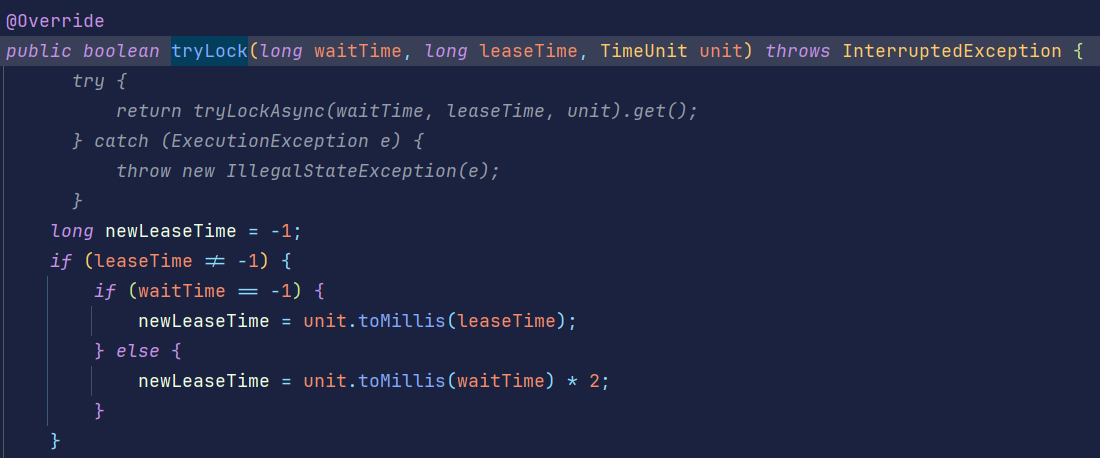 @Override
public boolean tryLock(long waitTime, long leaseTime, TimeUnit unit) throws InterruptedException {
try {
return tryLockAsync(waitTime, leaseTime, unit).get();
} catch (ExecutionException e) {
throw new IllegalStateException(e);
}
long newLeaseTime = -1;
if (leaseTime != -1) {
if (waitTime == -1) {
newLeaseTime = unit.toMillis(leaseTime);
} else {
newLeaseTime = unit.toMillis(waitTime) * 2;
}
}